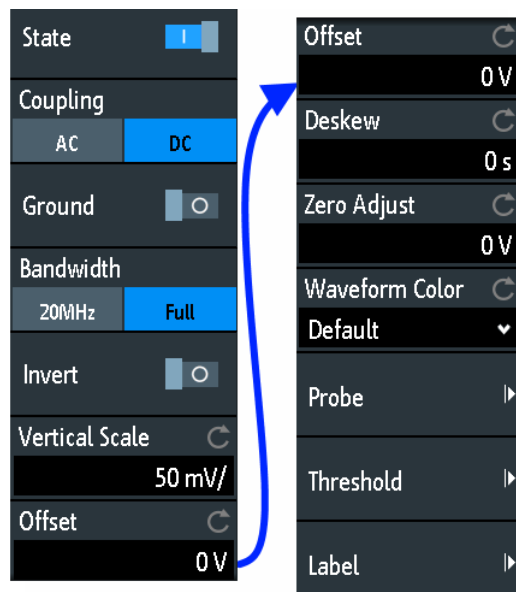 State
Coupling
AC DC
Ground
Bandwidth
20MHz Full
Invert
Vertical Scale
50 mV/
Offset
0 V
Offset
0 V
Deskew
0 s
Zero Adjust
0 V
Waveform Color
Default
Probe
Threshold
Label